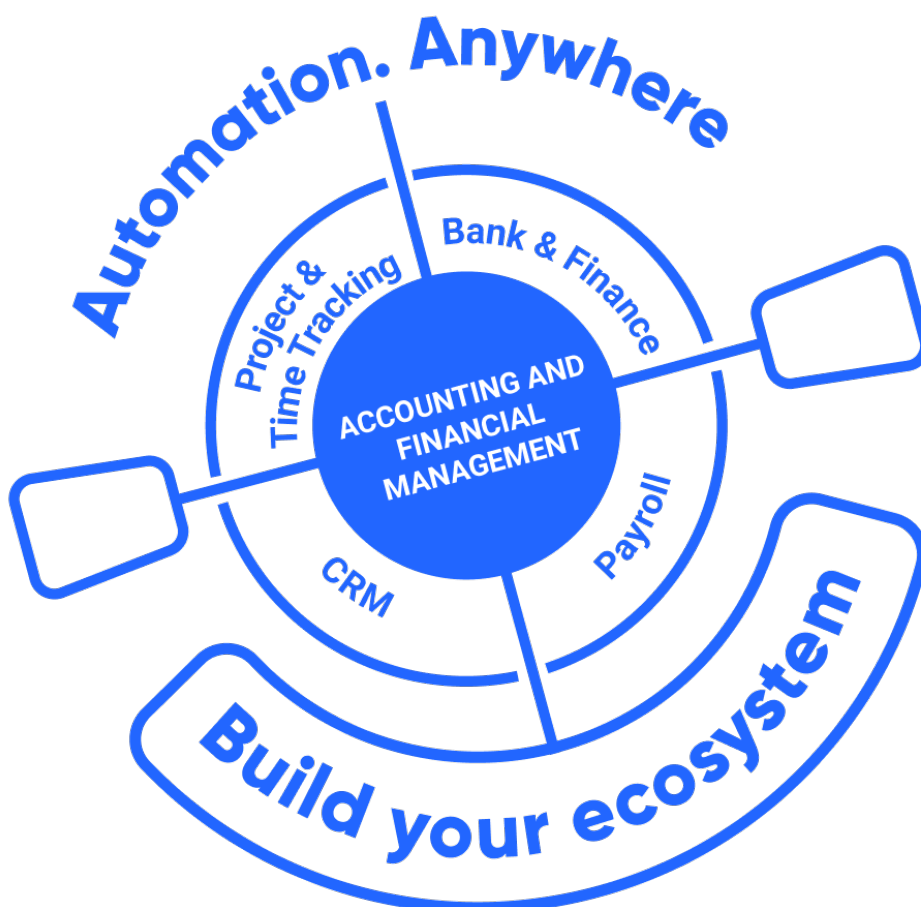 Automation. Anywhere
Project &
Time Tracking
Bank & Finance
ACCOUNTING AND
FINANCIAL
MANAGEMENT
CRM
Payroll
Build your ecosystem